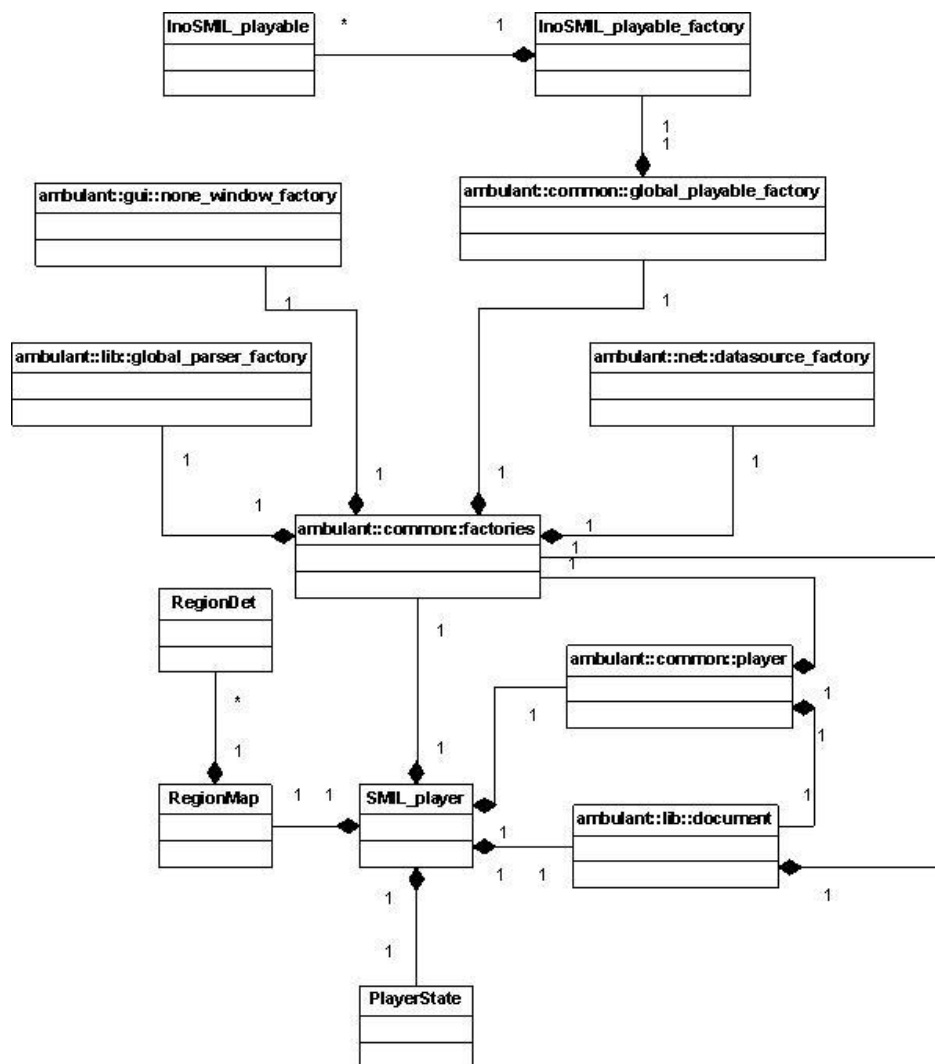 InoSMIL_playable * 1 InoSMIL_playable_factory
1
1
ambulant::gui::none_window_factory ambulant::common::global_playable_factory
1 1
ambulant::lib::global_parser_factory ambulant::net::datasource_factory
1 1 1 1
1 1
ambulant::common::factories 1
1
1
RegionDet
1
ambulant::common::player
* 1 1
1
1 1
RegionMap 1 1 SMIL_player 1
ambulant::lib::document
1
1 1 1
1
1
PlayerState